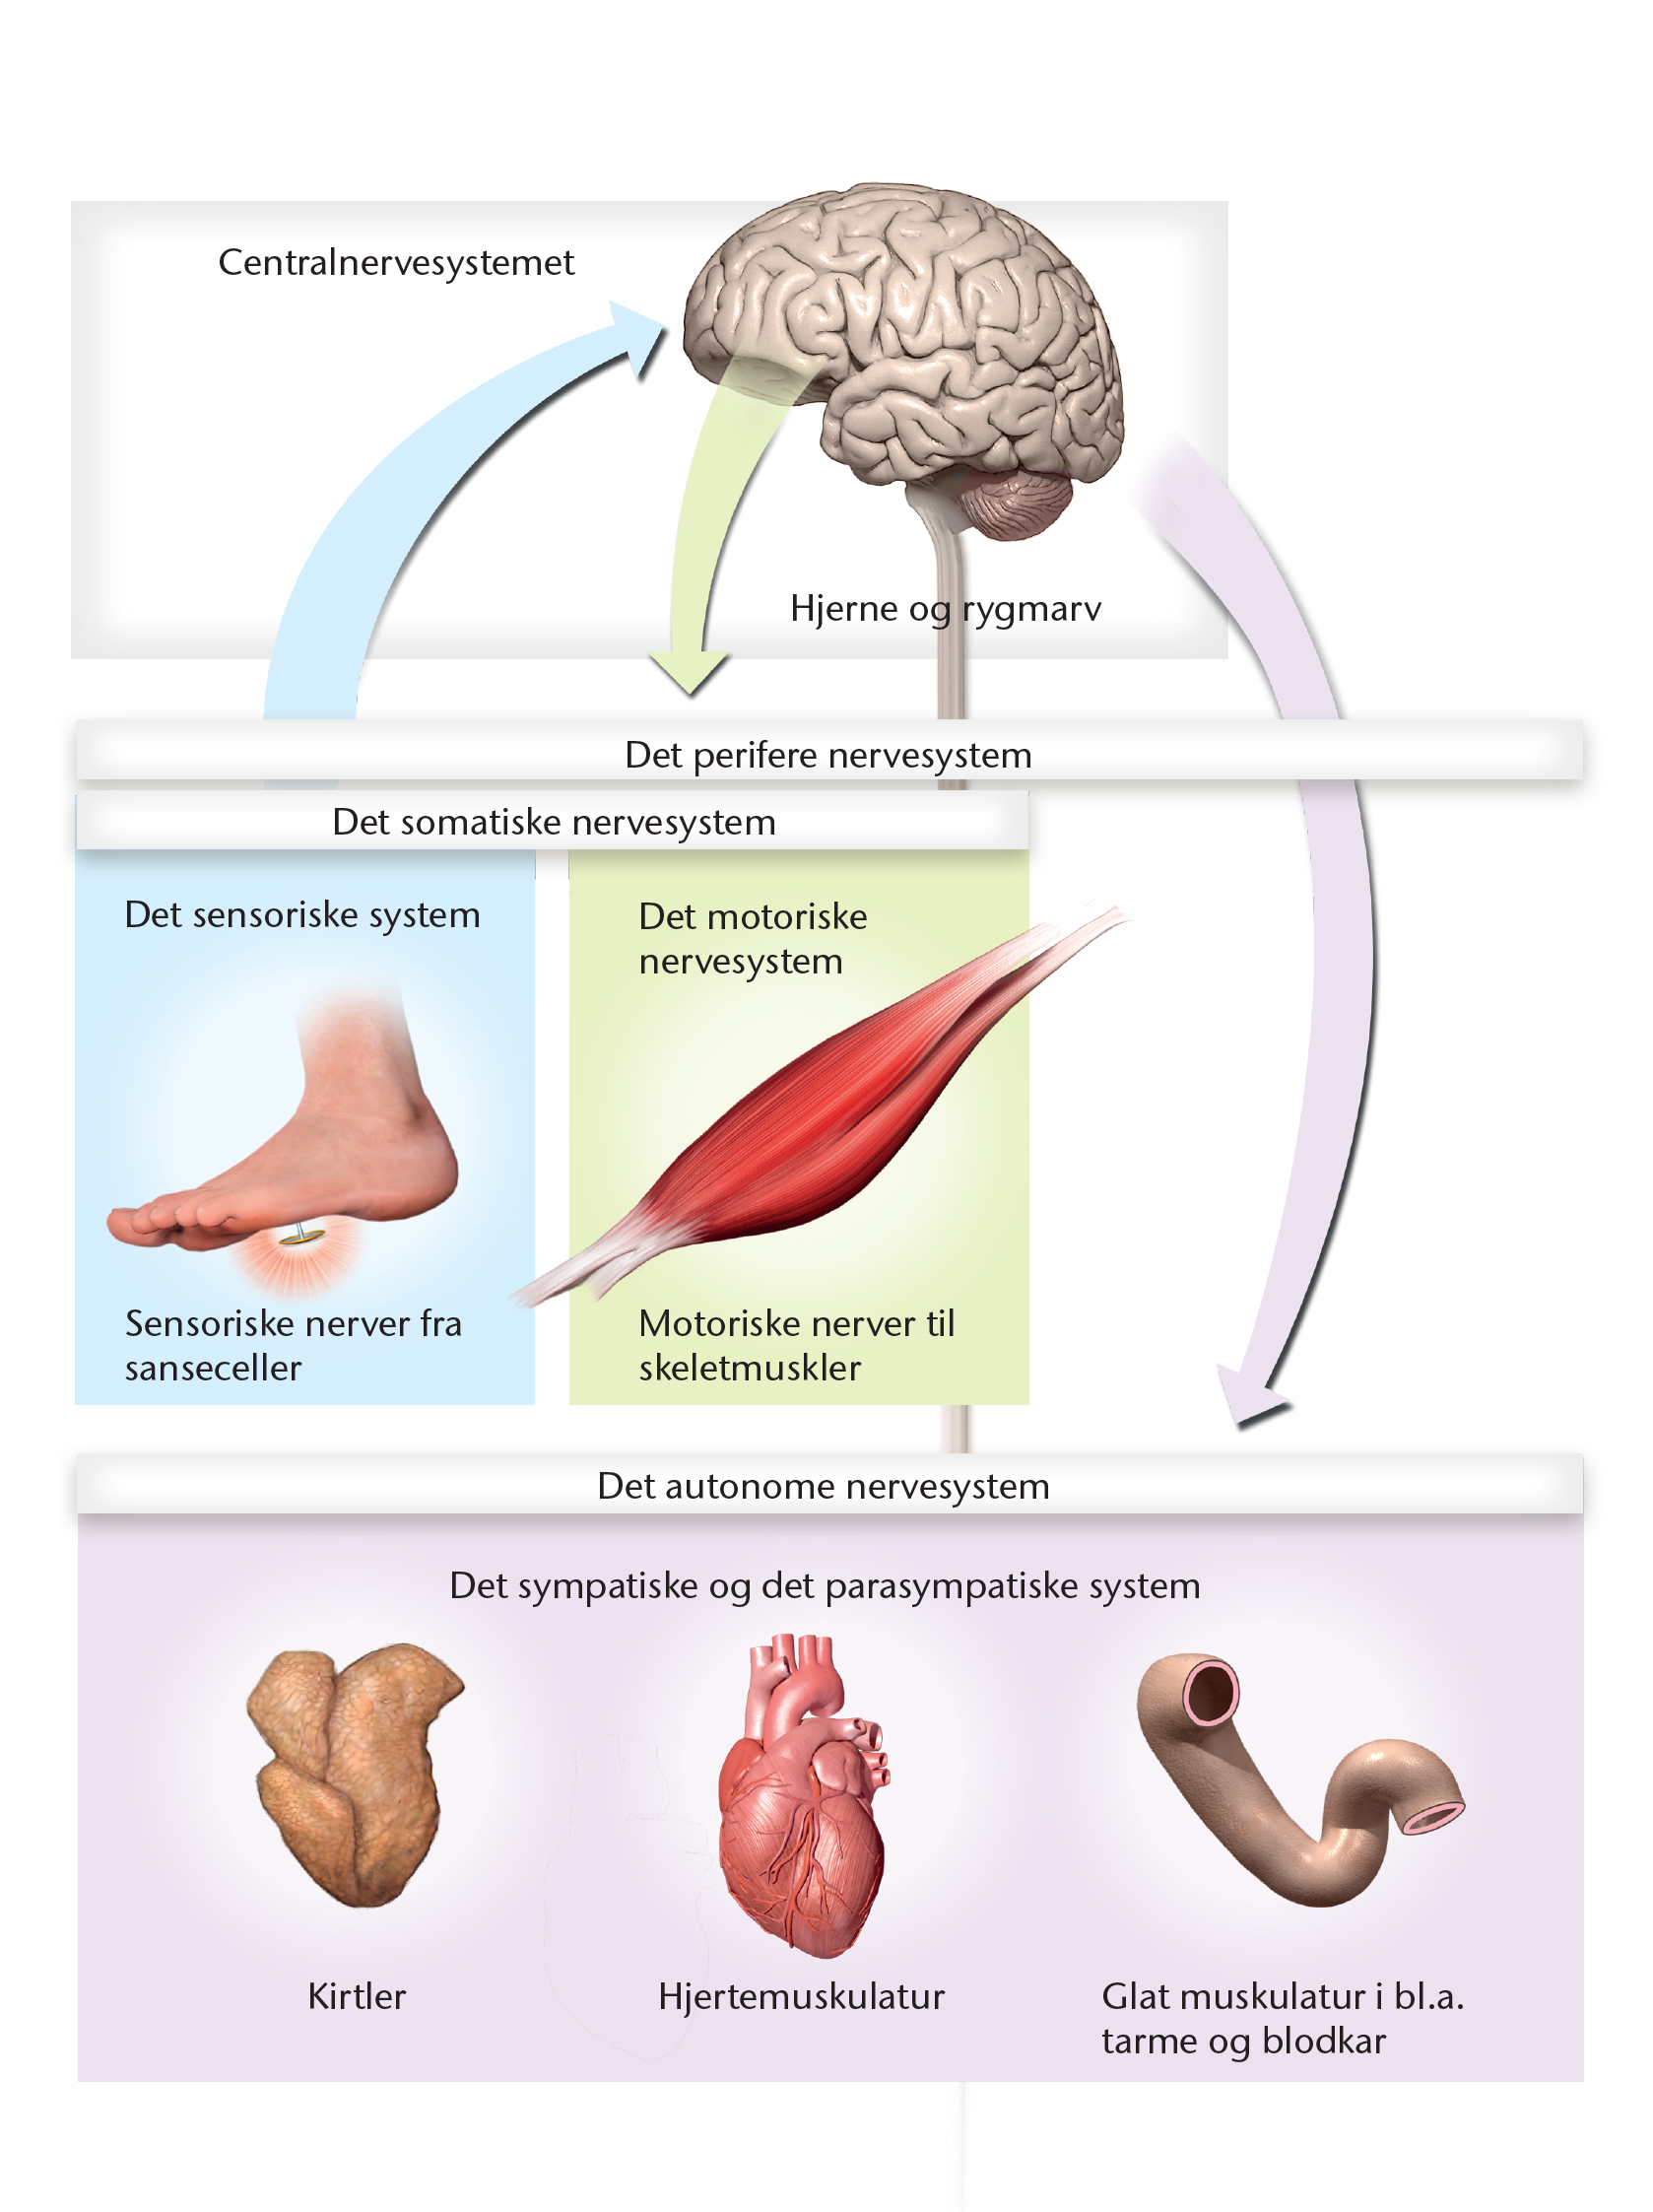 Centralnervesystemet
Hjerne og rygmarv
Det perifere nervesystem
Det somatiske nervesystem
Det sensoriske system
Sensoriske nerver fra
sanseceller
Det motoriske
nervesystem
Motoriske nerver til
skeletmuskler
Det autonome nervesystem
Det sympatiske og det parasympatiske system
Kirtler
Hjertemuskulatur
Glat muskulatur i bl.a.
tarme og blodkar